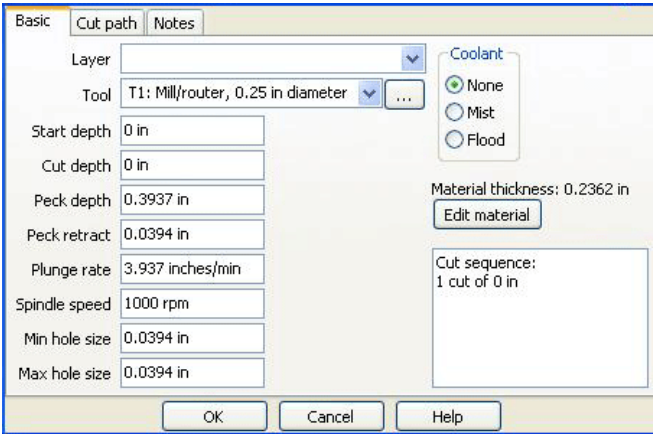 Basic
Cut path
Notes
Layer
Tool T1: Mill/router, 0.25 in diameter ...
Start depth 0 in
Cut depth 0 in
Peck depth 0.3937 in
Peck retract 0.0394 in
Plunge rate 3.937 inches/min
Spindle speed 1000 rpm
Min hole size 0.0394 in
Max hole size 0.0394 in
Coolant
None
Mist
Flood
Material thickness: 0.2362 in
Edit material
Cut sequence:
1 cut of 0 in
OK
Cancel
Help